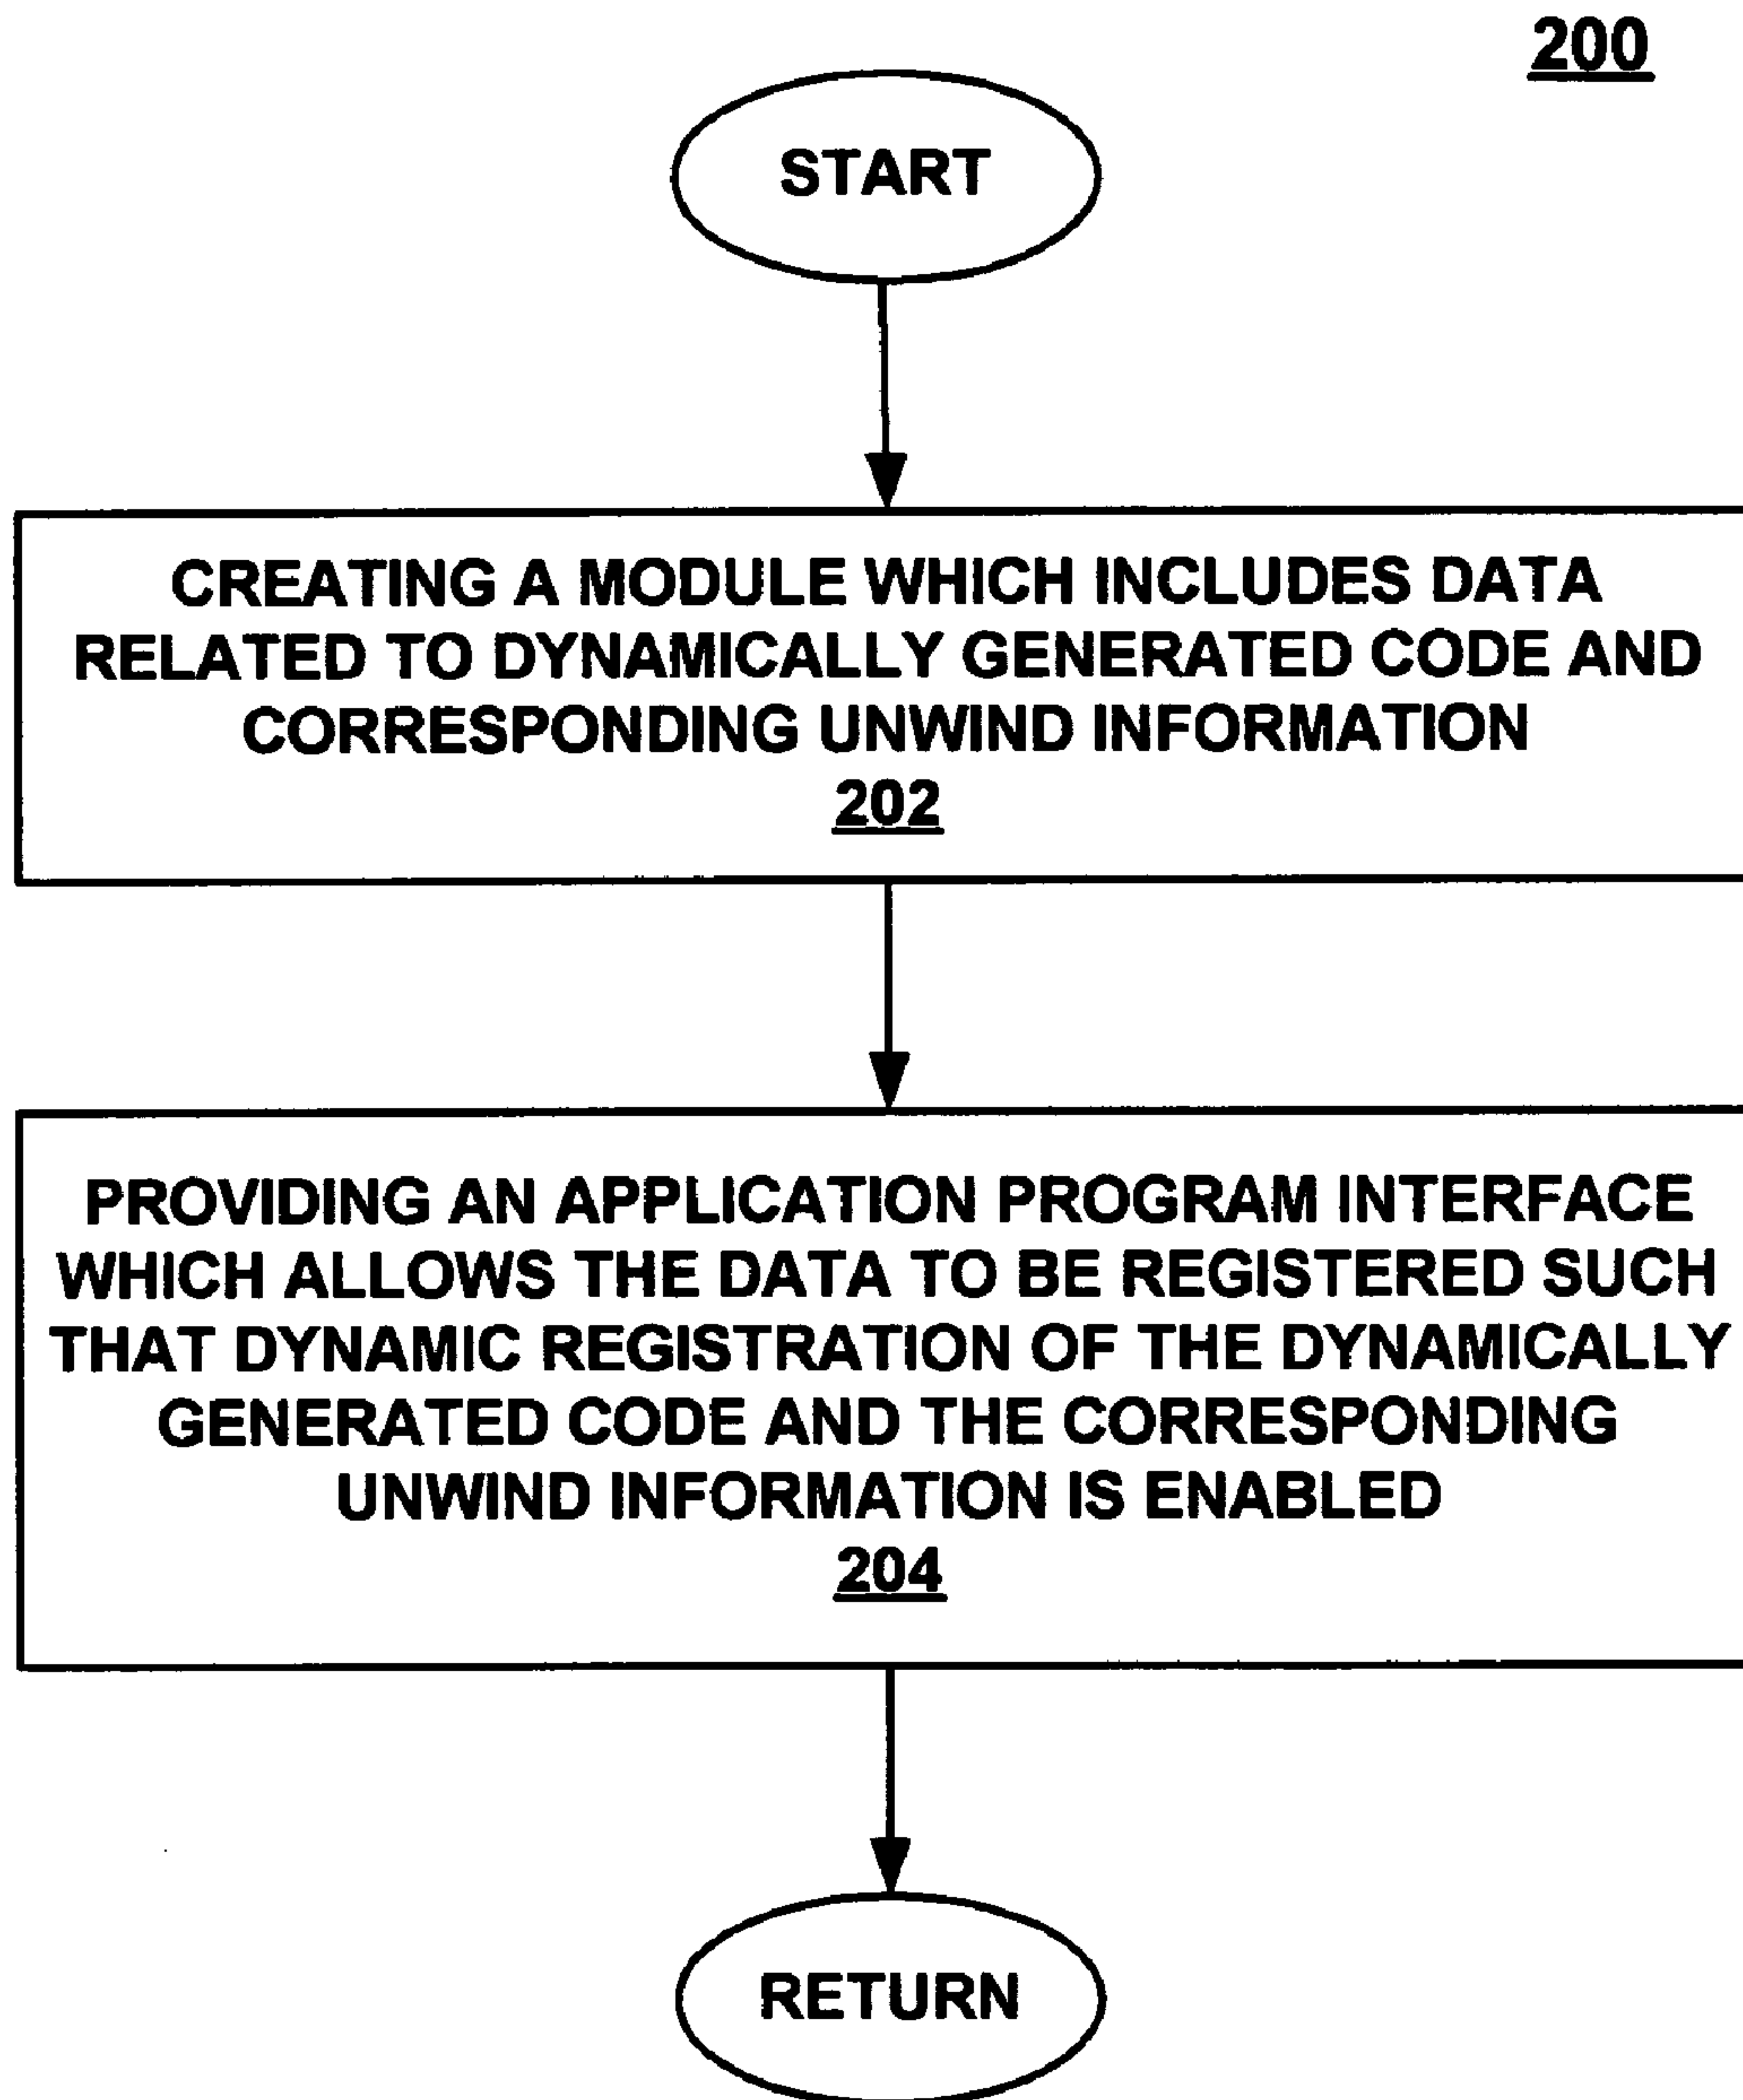 200
START
CREATING A MODULE WHICH INCLUDES DATA
RELATED TO DYNAMICALLY GENERATED CODE AND
CORRESPONDING UNWIND INFORMATION
202
PROVIDING AN APPLICATION PROGRAM INTERFACE
WHICH ALLOWS THE DATA TO BE REGISTERED SUCH
THAT DYNAMIC REGISTRATION OF THE DYNAMICALLY
GENERATED CODE AND THE CORRESPONDING
UNWIND INFORMATION IS ENABLED
204
RETURN